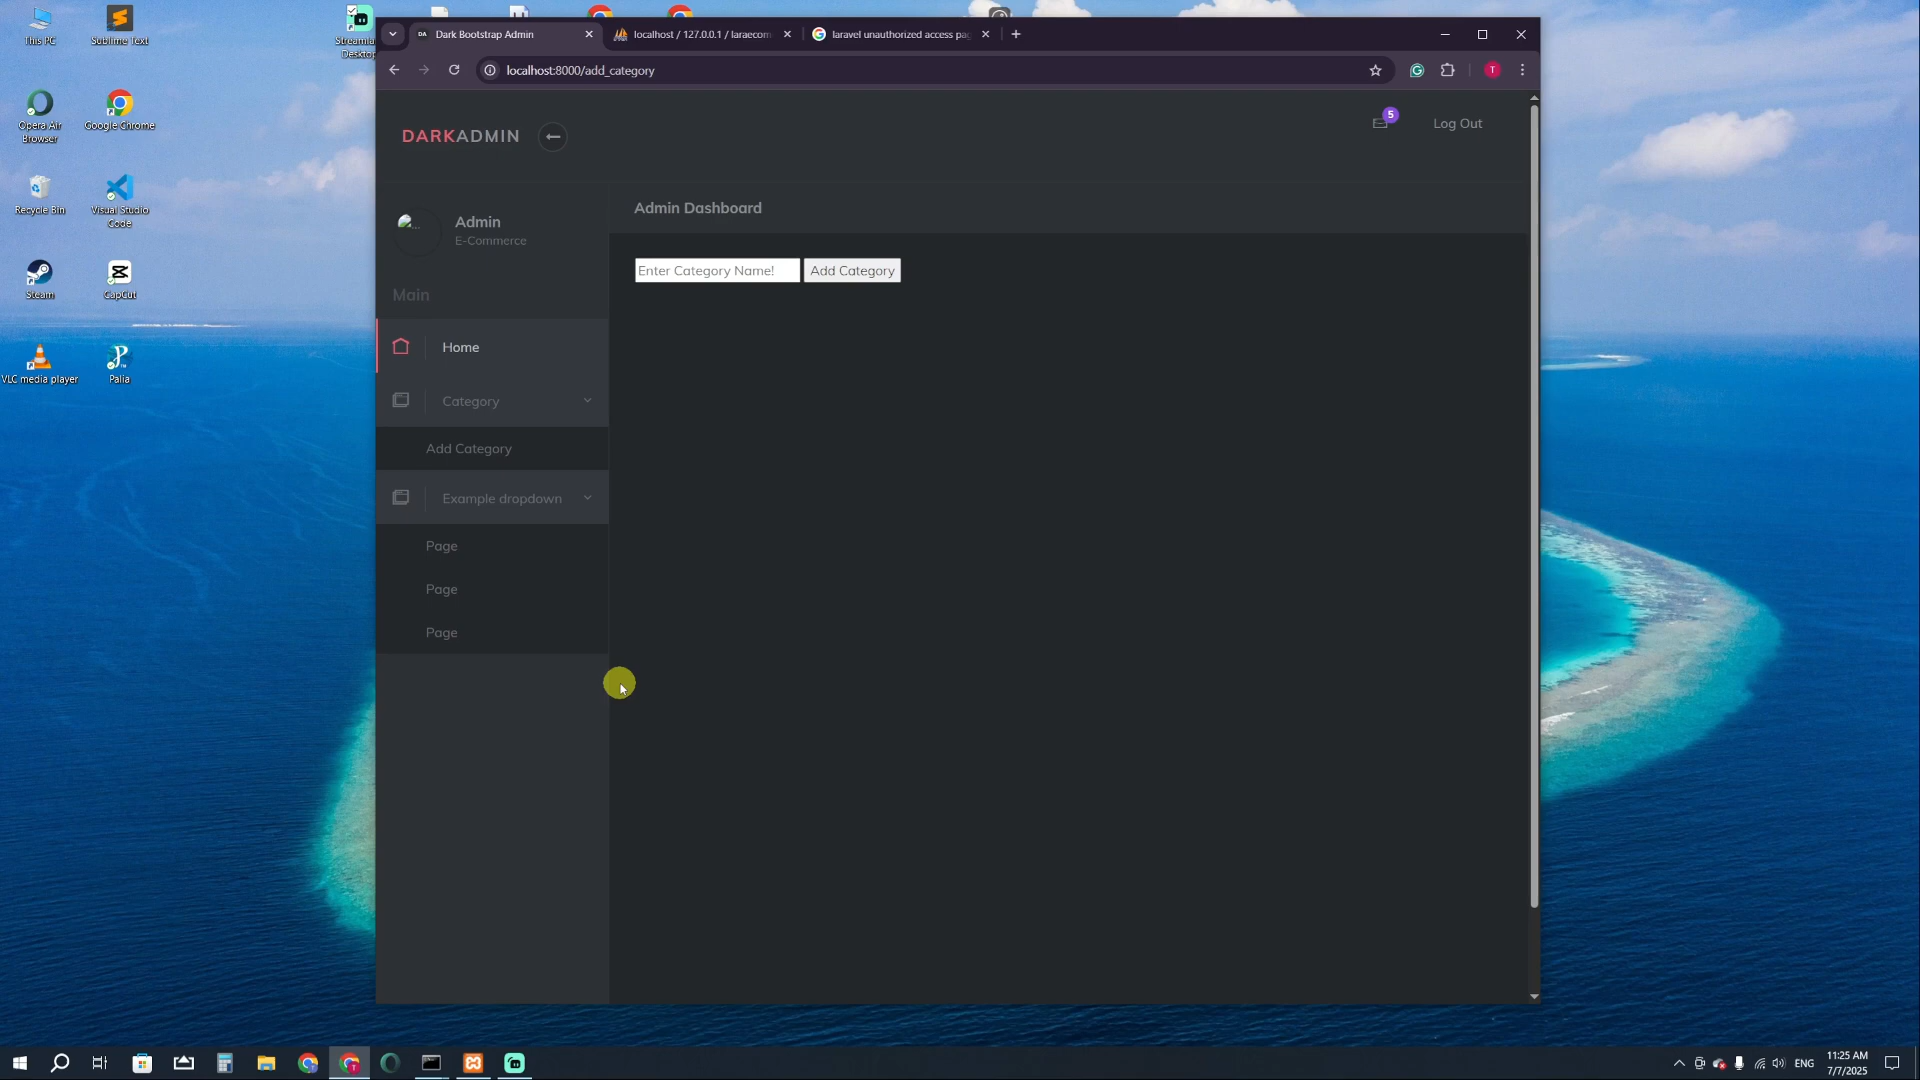 This PC
Sublime Text
Streamla
Desktop
Opera Air
Browser
Google Chrome
Recycle Bin
Visual Studio
Code
Steam
CapCut
VLC media player
Palia
Dark Bootstrap Admin
localhost / 127.0.0.1 / laraecom
laravel unauthorized access pag
localhost:8000/add_category
T
DARKADMIN
5
Log Out
Admin
E-Commerce
Admin Dashboard
Enter Category Name!
Add Category
Main
Home
Category
Add Category
Example dropdown
Page
Page
Page
ENG
11:25 AM
7/7/2025